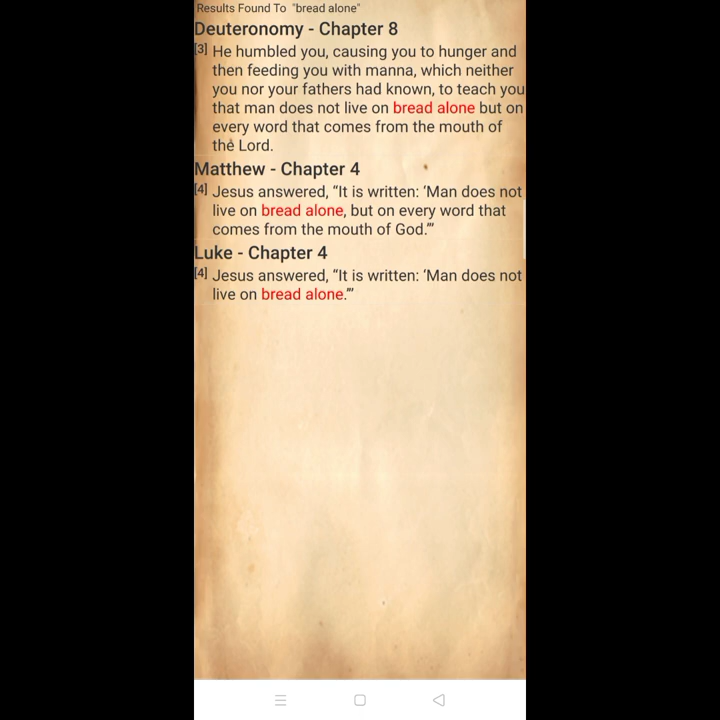 Results Found To "bread alone"
Deuteronomy - Chapter 8
[3] He humbled you, causing you to hunger and
then feeding you with manna, which neither
you nor your fathers had known, to teach you
that man does not live on bread alone but on
every word that comes from the mouth of
the Lord.
Matthew - Chapter 4
[4] Jesus answered, “It is written: ‘Man does not
live on bread alone, but on every word that
comes from the mouth of God.’”
Luke - Chapter 4
[4] Jesus answered, “It is written: ‘Man does not
live on bread alone.’”